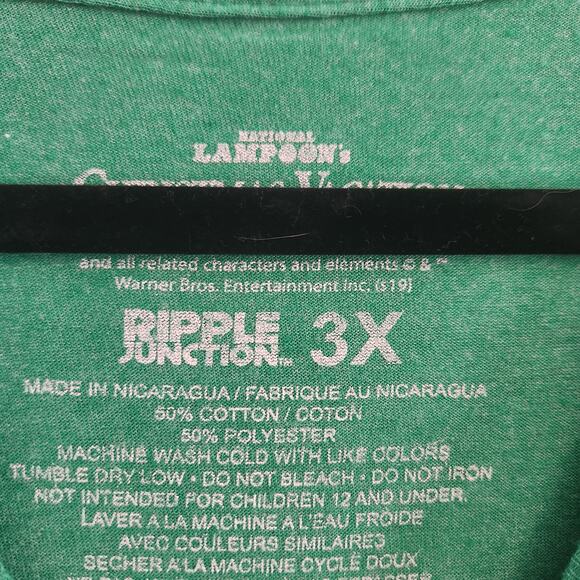 NATIONAL
LAMPOON'S
CHRISTMAS VACATION
and all related characters and elements © & ™
Warner Bros. Entertainment Inc. (s19)
RIPPLE
JUNCTION™ 3X
MADE IN NICARAGUA / FABRIQUE AU NICARAGUA
50% COTTON / COTON
50% POLYESTER
MACHINE WASH COLD WITH LIKE COLORS
TUMBLE DRY LOW • DO NOT BLEACH • DO NOT IRON
NOT INTENDED FOR CHILDREN 12 AND UNDER.
LAVER A LA MACHINE A L'EAU FROIDE
AVEC COULEURS SIMILAIRES
SECHER A LA MACHINE CYCLE DOUX